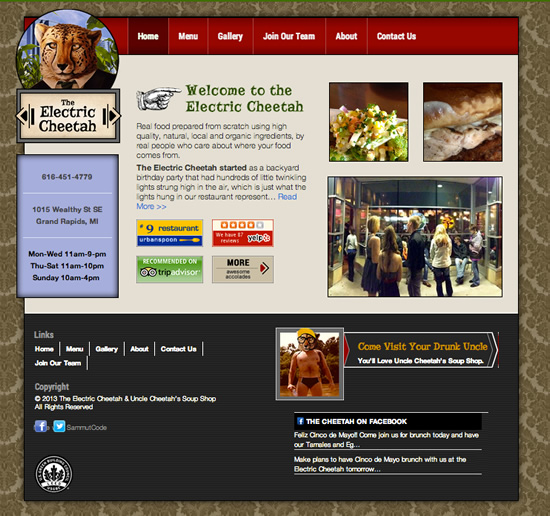 Home Menu Gallery Join Our Team About Contact Us
The
Electric
Cheetah
616-451-4779
1015 Wealthy St SE
Grand Rapids, MI
Mon-Wed 11am-9-pm
Thu-Sat 11am-10pm
Sunday 10am-4pm
Welcome to the
Electric Cheetah
Real food prepared from scratch using high
quality, natural, local and organic ingredients, by
real people who care about where your food
comes from.
The Electric Cheetah started as a backyard
birthday party that had hundreds of little twinkling
lights strung high in the air, which is just what the
lights hung in our restaurant represent... Read
More >>
#9 restaurant
urbanspoon
We have 87
reviews
yelp
RECOMMENDED ON
tripadvisor
MORE
awesome
accolades
Links
Home Menu Gallery About Contact Us
Join Our Team
Copyright
© 2013 The Electric Cheetah & Uncle Cheetah's Soup Shop
All Rights Reserved
SammutCode
Come Visit Your Drunk Uncle
You'll Love Uncle Cheetah's Soup Shop.
THE CHEETAH ON FACEBOOK
Feliz Cinco de Mayo!! Come join us for brunch today and have
our Tamales and Eg...
Make plans to have Cinco de Mayo brunch with us at the
Electric Cheetah tomorrow...